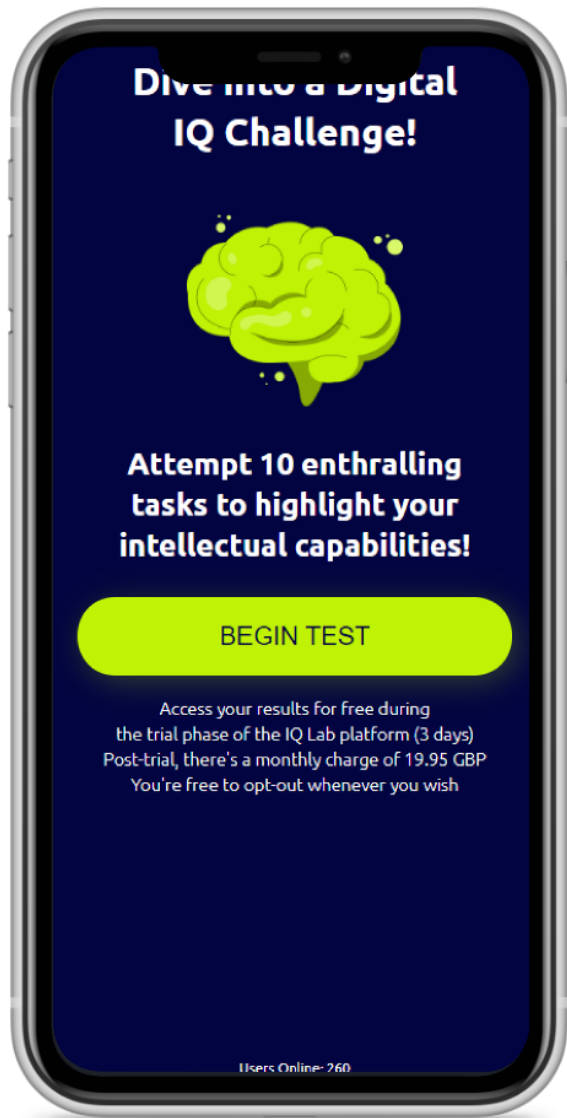 Dive into a Digital
IQ Challenge!
Attempt 10 enthralling
tasks to highlight your
intellectual capabilities!
BEGIN TEST
Access your results for free during
the trial phase of the IQ Lab platform (3 days)
Post-trial, there's a monthly charge of 19.95 GBP
You're free to opt-out whenever you wish
Users Online: 260